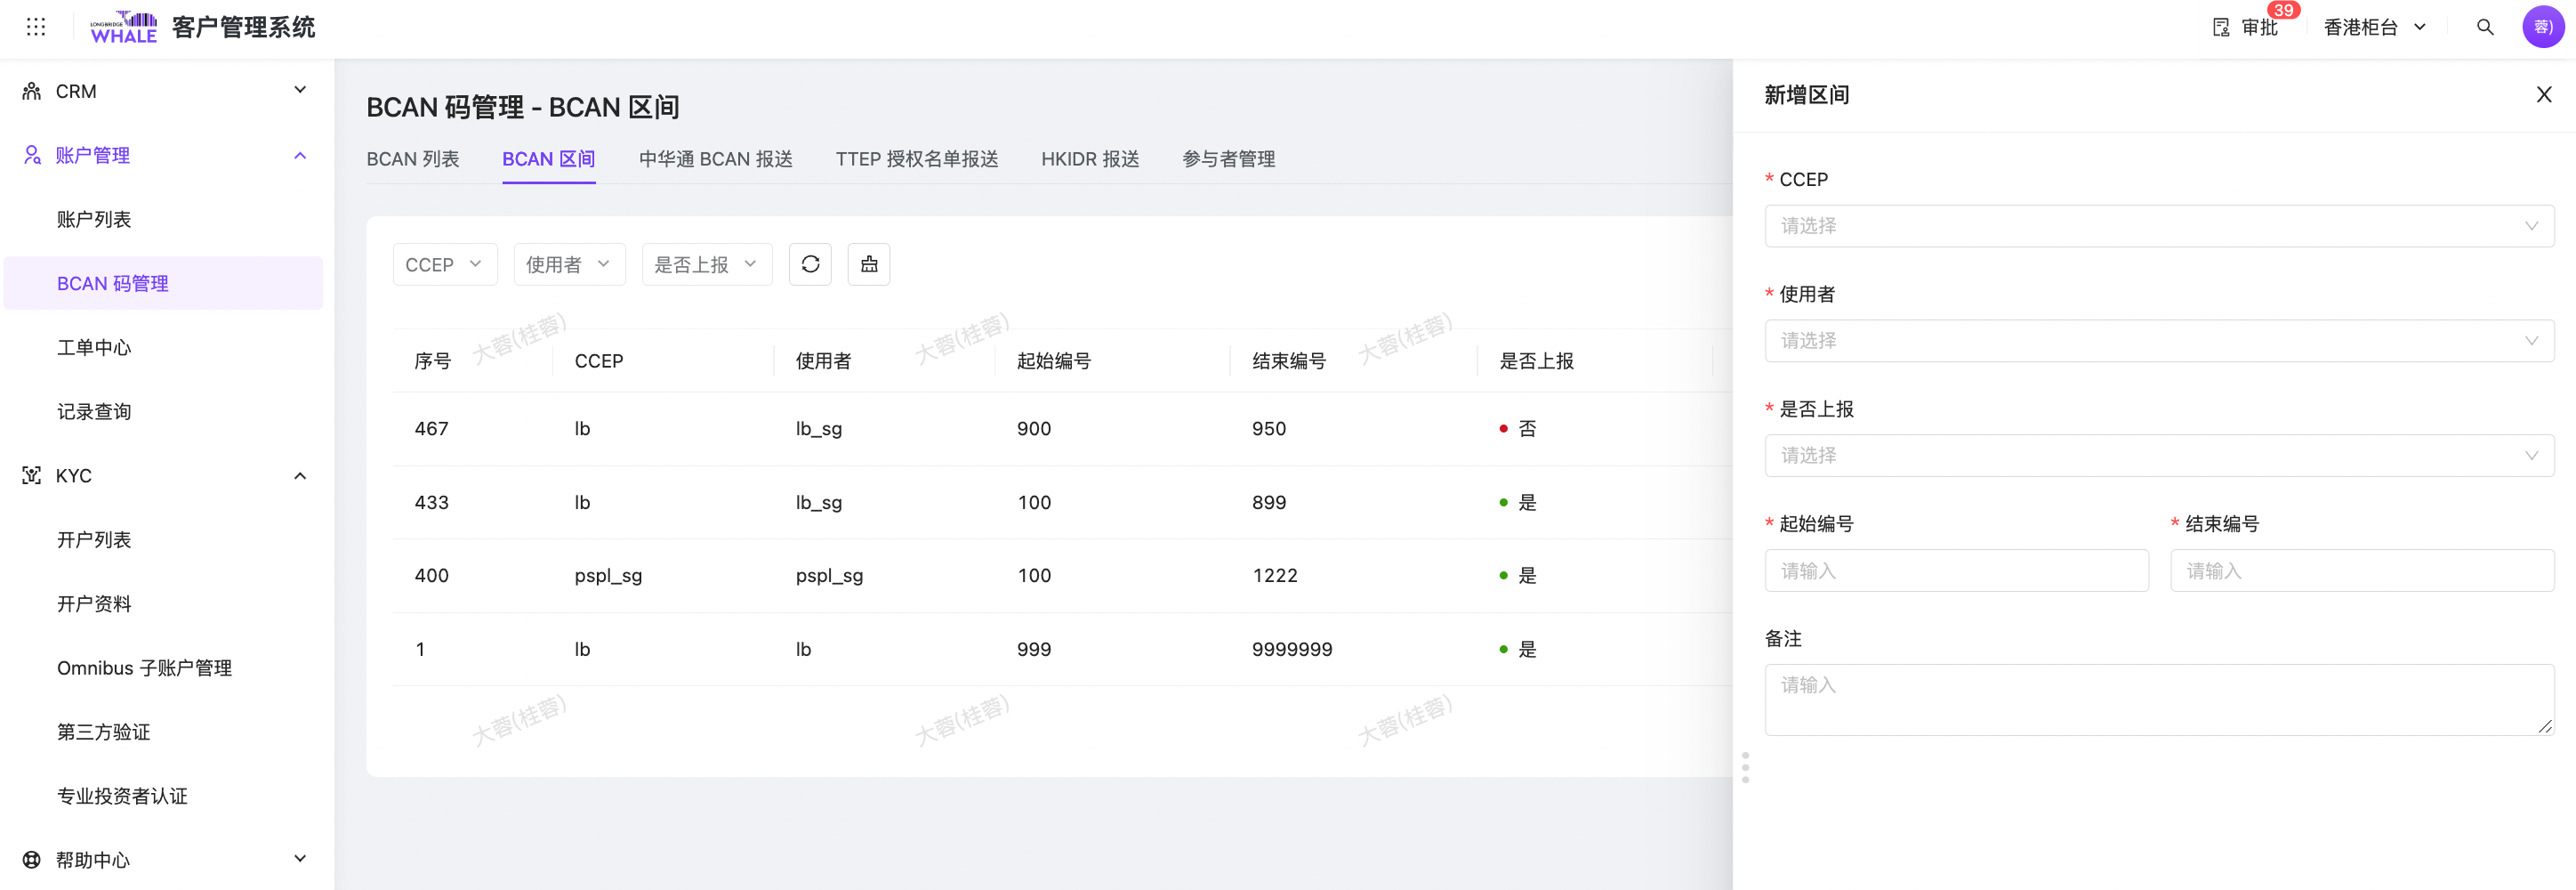 LONGBRIDGE
WHALE
客户管理系统
审批
39
香港柜台
蓉)
CRM
账户管理
账户列表
BCAN 码管理
工单中心
记录查询
KYC
开户列表
开户资料
Omnibus 子账户管理
第三方验证
专业投资者认证
帮助中心
BCAN 码管理 - BCAN 区间
BCAN 列表 BCAN 区间 中华通 BCAN 报送 TTEP 授权名单报送 HKIDR 报送 参与者管理
CCEP 使用者 是否上报
大蓉(桂蓉) 大蓉(桂蓉) 大蓉(桂蓉)
序号 CCEP 使用者 起始编号 结束编号 是否上报
467 lb lb_sg 900 950 否
433 lb lb_sg 100 899 是
400 pspl_sg pspl_sg 100 1222 是
1 lb lb 999 9999999 是
大蓉(桂蓉) 大蓉(桂蓉) 大蓉(桂蓉)
新增区间
* CCEP
请选择
* 使用者
请选择
* 是否上报
请选择
* 起始编号 * 结束编号
请输入 请输入
备注
请输入